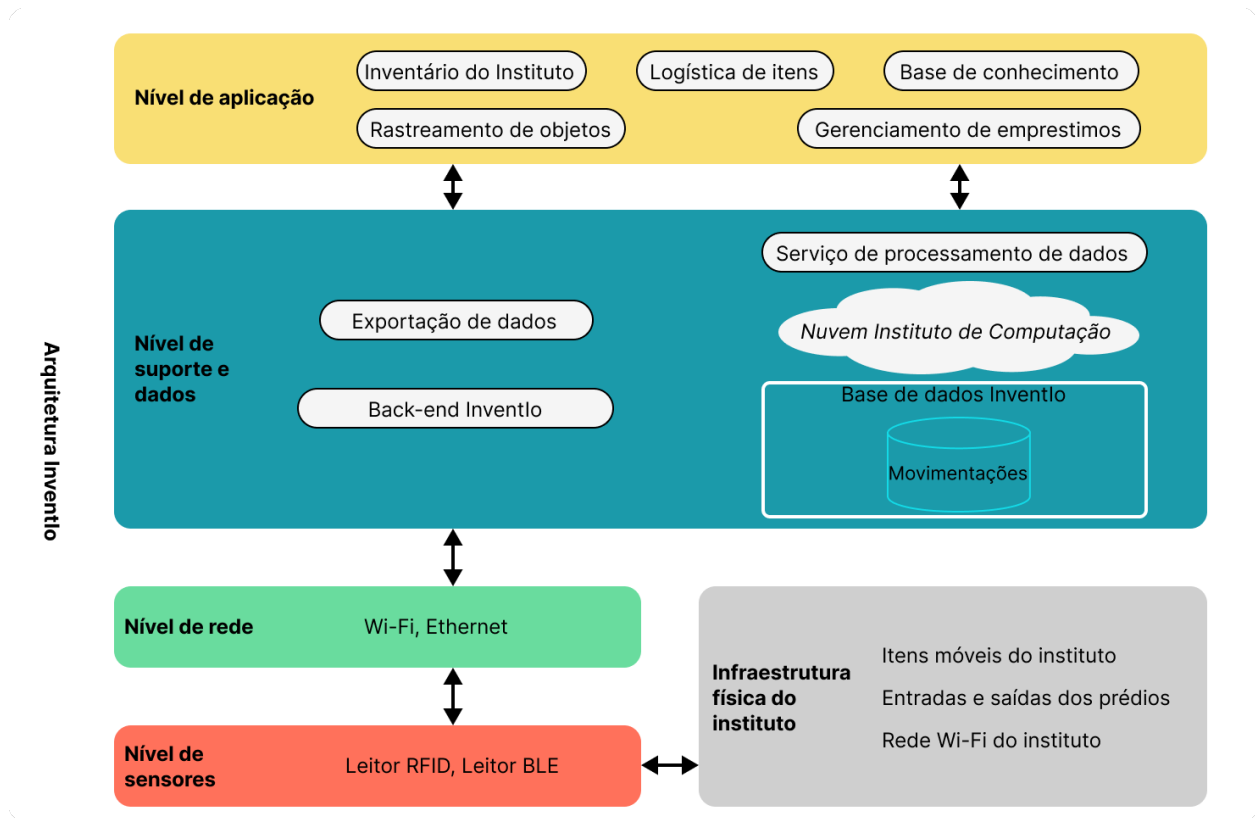 Arquitetura InventIo
Nível de aplicação
Inventário do Instituto
Logística de itens
Base de conhecimento
Rastreamento de objetos
Gerenciamento de emprestimos
Nível de
suporte e
dados
Exportação de dados
Back-end InventIo
Serviço de processamento de dados
Nuvem Instituto de Computação
Base de dados InventIo
Movimentações
Nível de rede
Wi-Fi, Ethernet
Nível de
sensores
Leitor RFID, Leitor BLE
Infraestrutura
física do
instituto
Itens móveis do instituto
Entradas e saídas dos prédios
Rede Wi-Fi do instituto